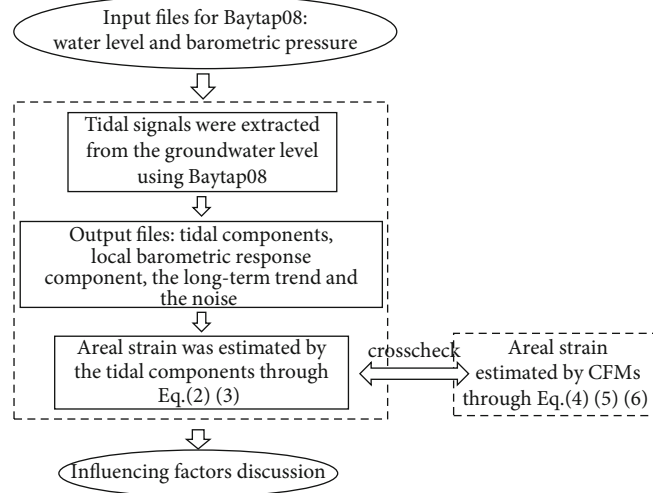 Input files for Baytap08:
water level and barometric pressure
Tidal signals were extracted
from the groundwater level
using Baytap08
Output files: tidal components,
local barometric response
component, the long-term trend and
the noise
Areal strain was estimated by
the tidal components through
Eq.(2) (3)
crosscheck
Areal strain
estimated by CFMs
through Eq.(4) (5) (6)
Influencing factors discussion